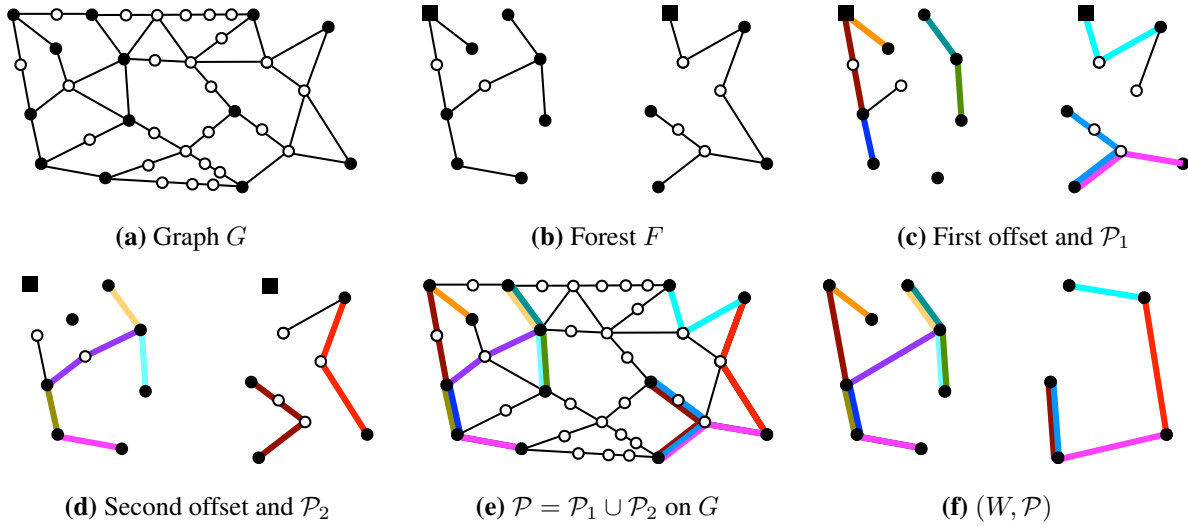 (a) Graph G
(b) Forest F
(c) First offset and 𝒫₁
(d) Second offset and 𝒫₂
(e) 𝒫 = 𝒫₁ ∪ 𝒫₂ on G
(f) (W, 𝒫)